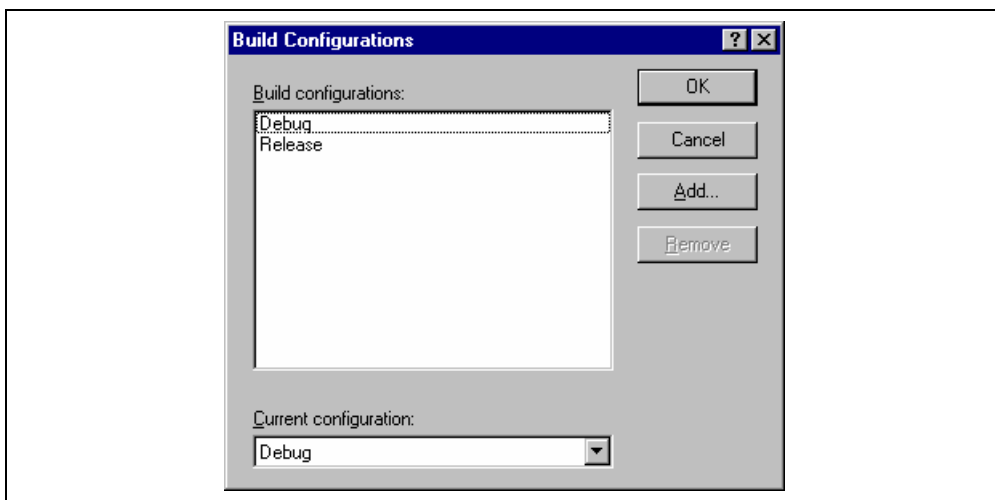 Build Configurations
Build configurations:
Debug
Release
OK
Cancel
Add...
Remove
Current configuration:
Debug